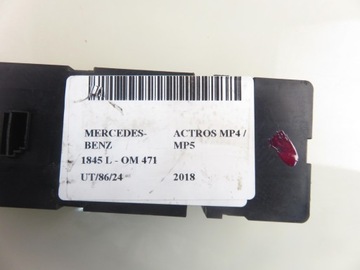 MERCEDES-BENZ ACTROS MP4 / MP5
1845 L - OM 471
UT/86/24 2018